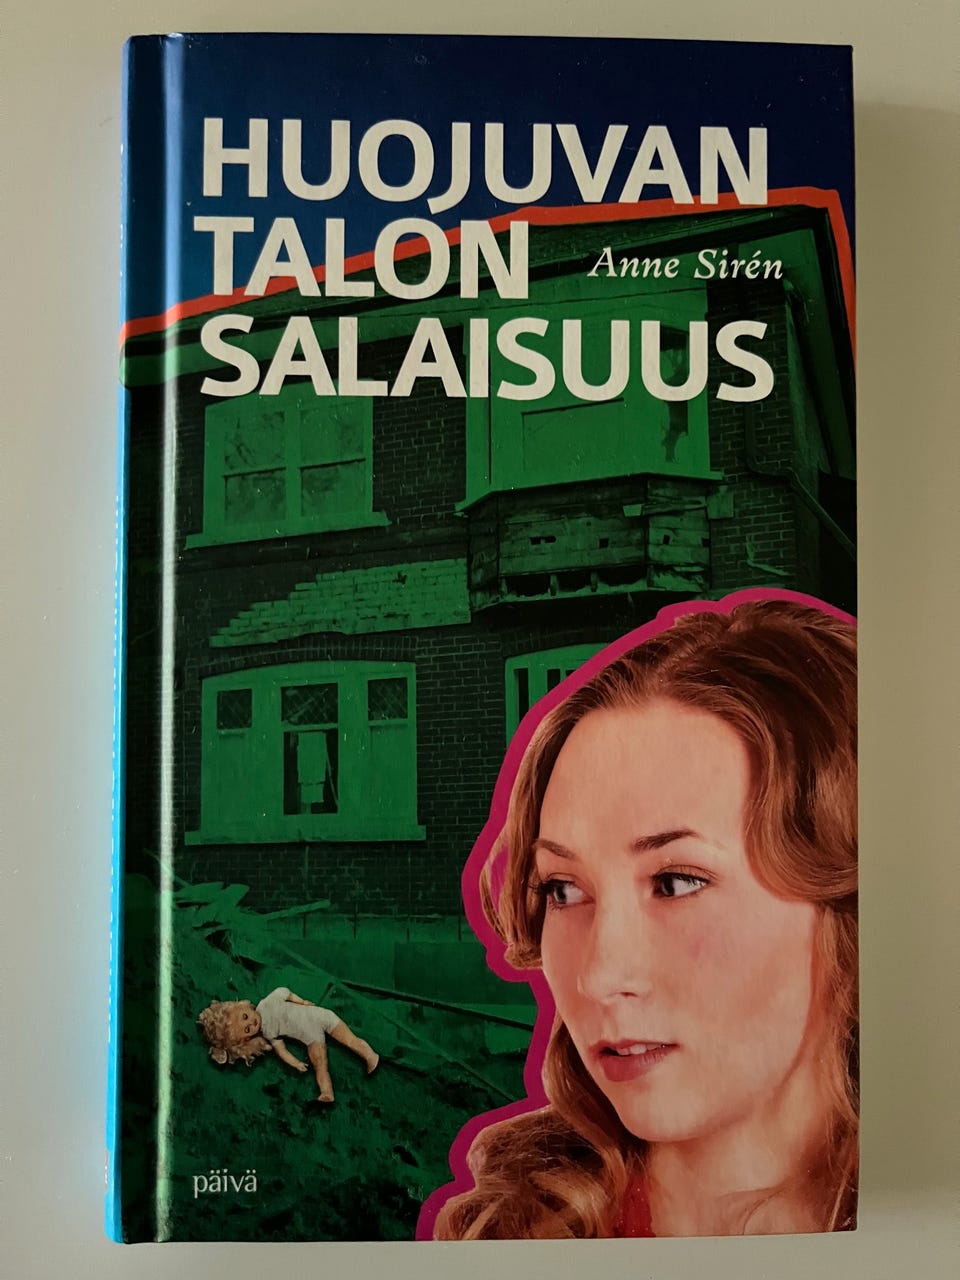 HUOJUVAN
TALON
Anne Sirén
SALAISUUS
päivä